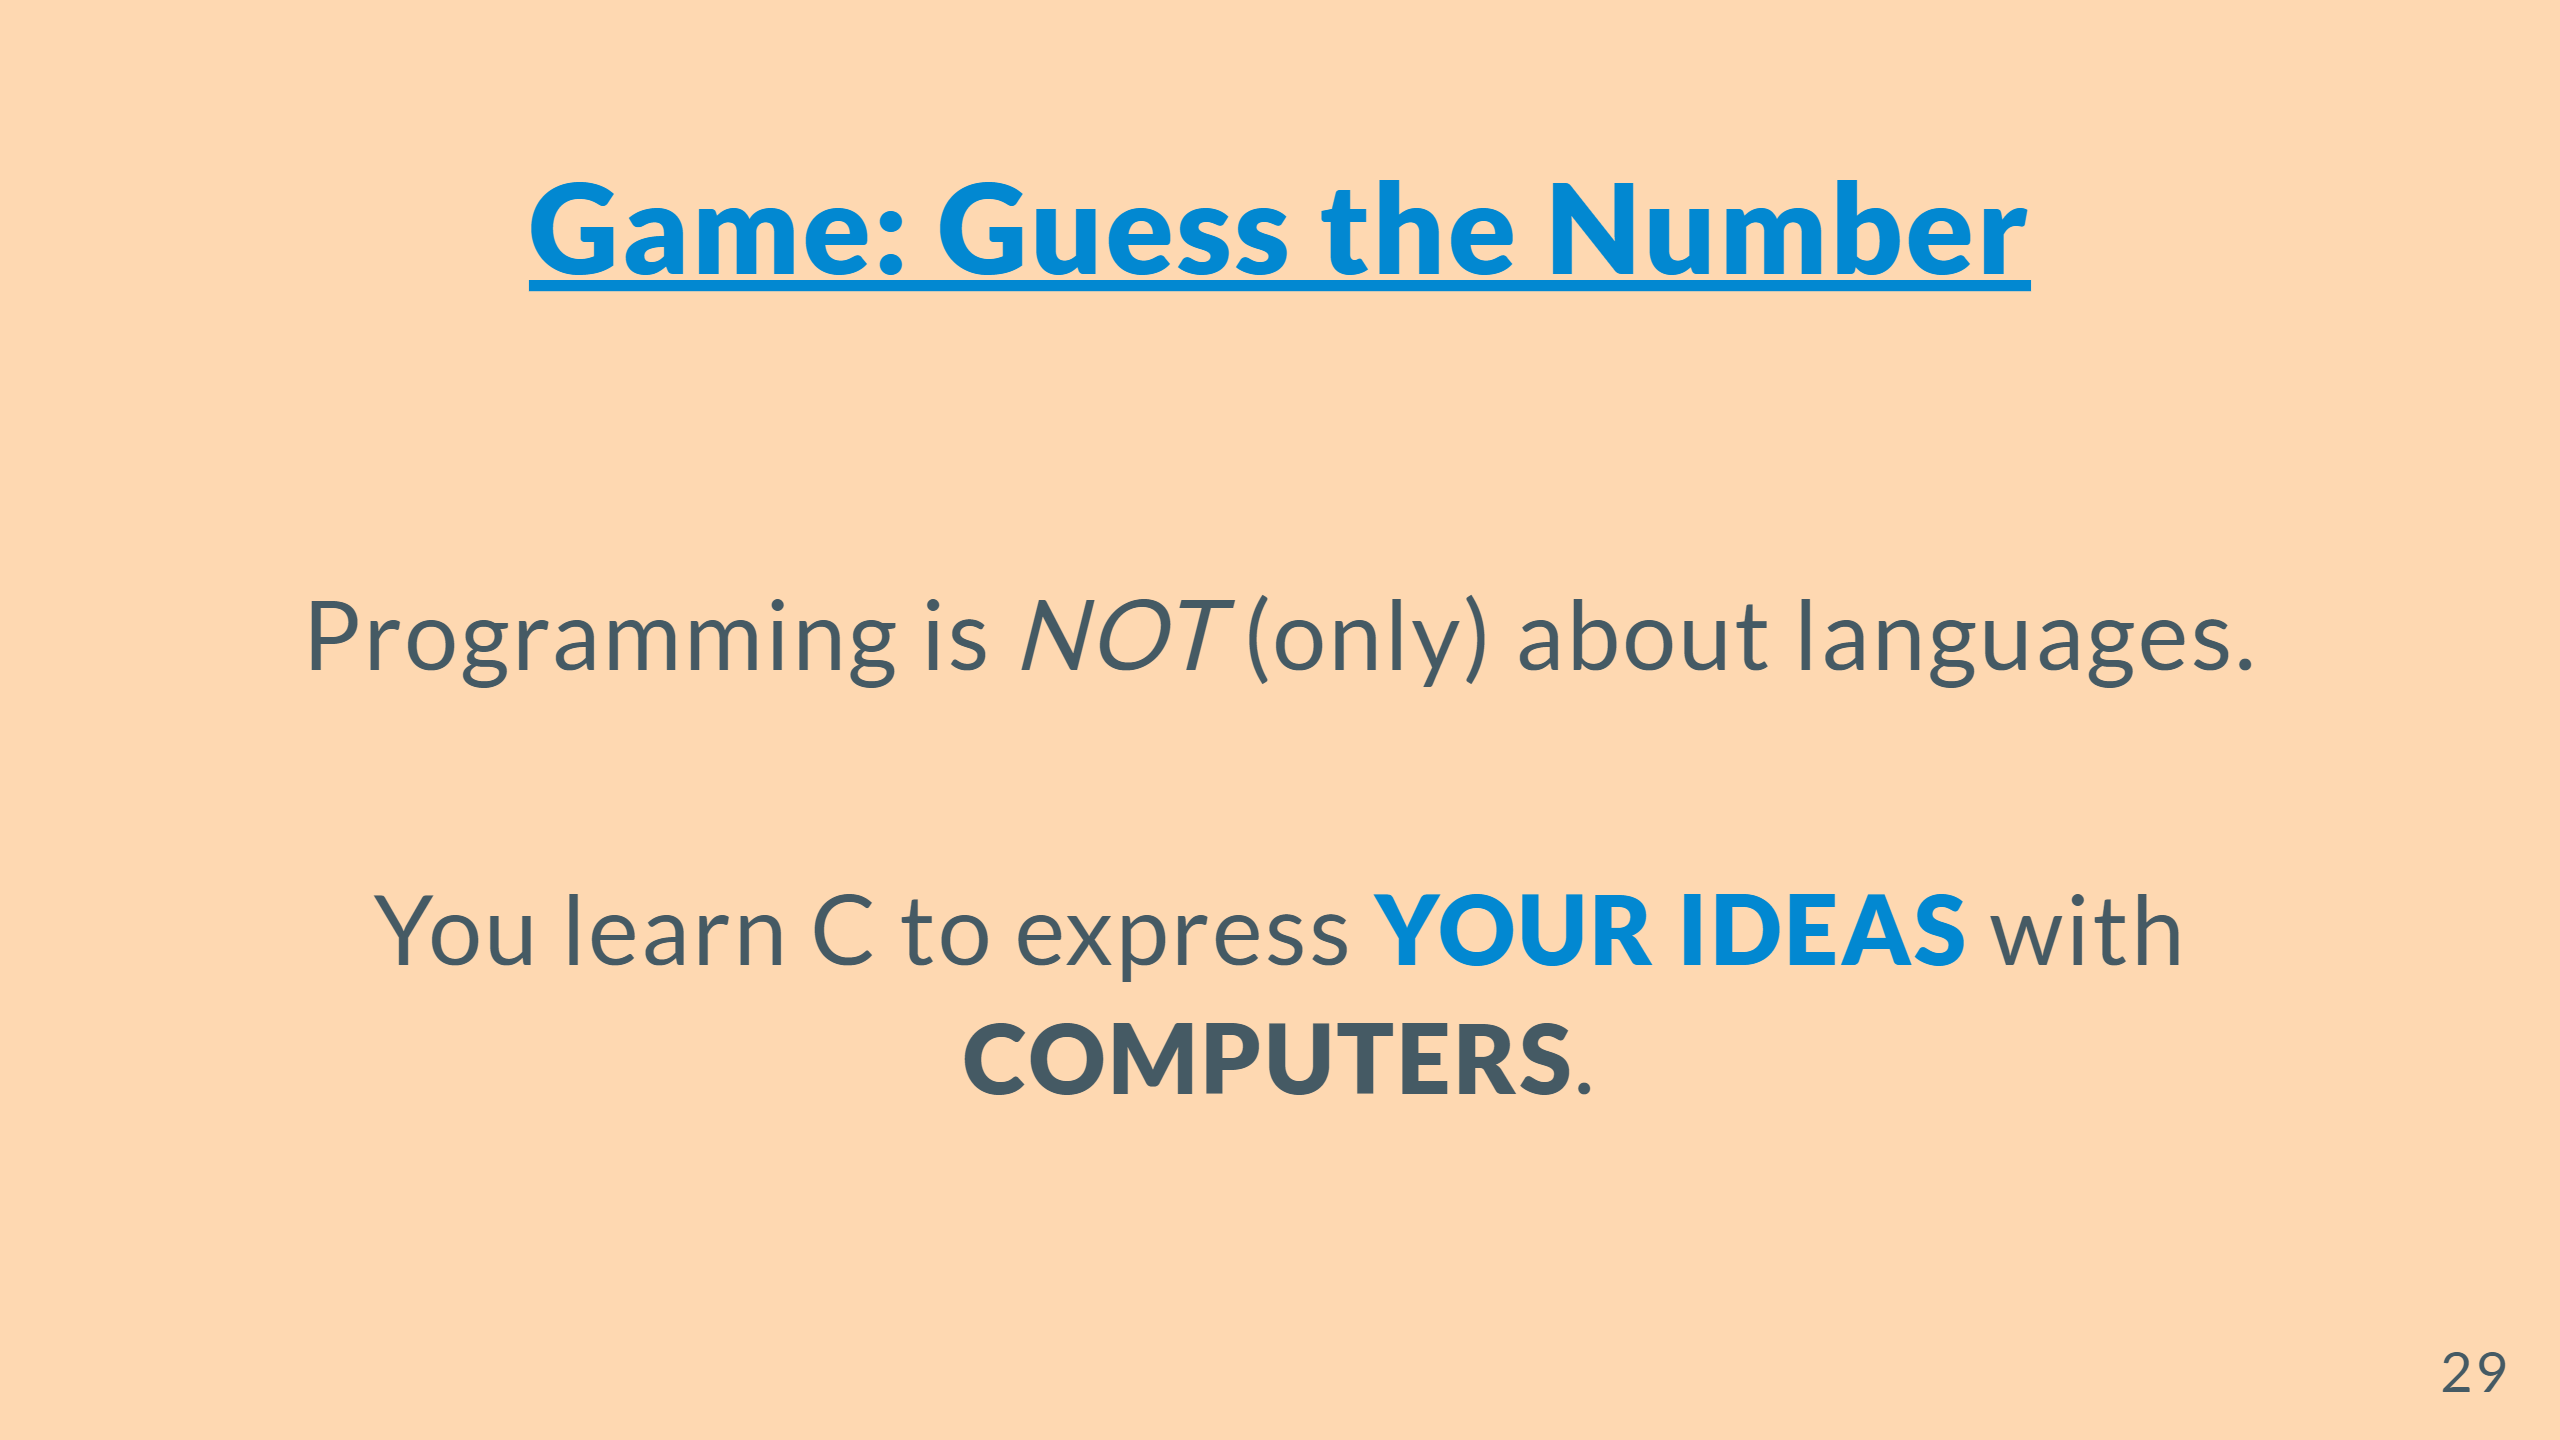 Game: Guess the Number
Programming is NOT (only) about languages.
You learn C to express YOUR IDEAS with
COMPUTERS.
29